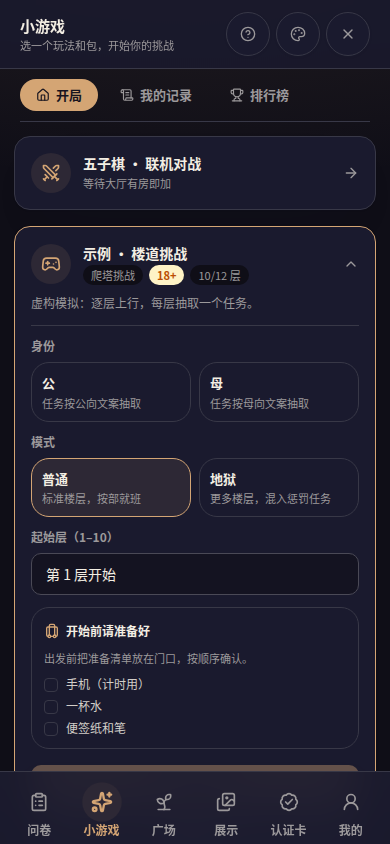 小游戏
选一个玩法和包，开始你的挑战
开局
我的记录
排行榜
五子棋 · 联机对战
等待大厅有房即加
示例 · 楼道挑战
爬塔挑战 18+ 10/12 层
虚构模拟：逐层上行，每层抽取一个任务。
身份
公
任务按公向文案抽取
母
任务按母向文案抽取
模式
普通
标准楼层，按部就班
地狱
更多楼层，混入惩罚任务
起始层（1–10）
第 1 层开始
开始前请准备好
出发前把准备清单放在门口，按顺序确认。
手机（计时用）
一杯水
便签纸和笔
问卷
小游戏
广场
展示
认证卡
我的